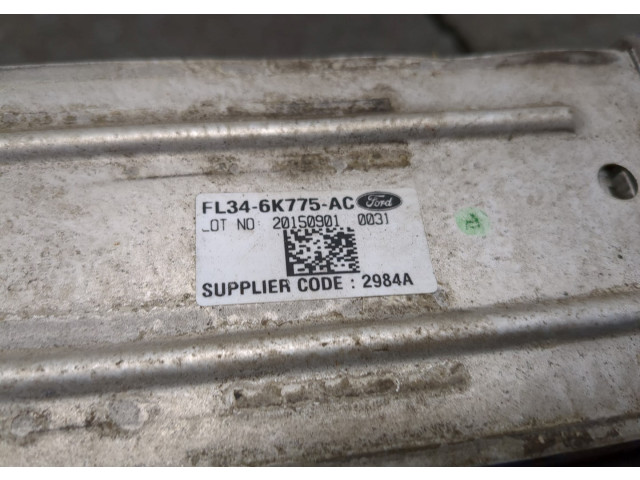 FL34-6K775-AC Ford
LOT NO: 20150901 0031
SUPPLIER CODE : 2984A